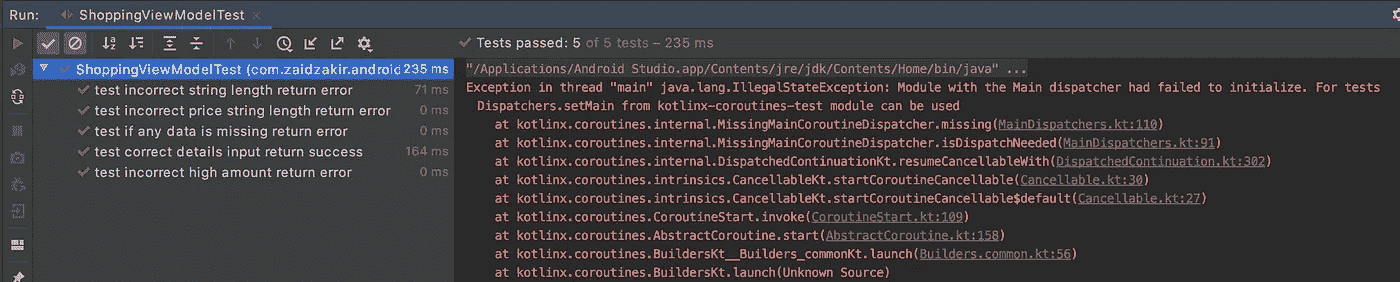 Run: ShoppingViewModelTest ×
Tests passed: 5 of 5 tests – 235 ms
ShoppingViewModelTest (com.zaidzakir.android 235 ms
test incorrect string length return error 71 ms
test incorrect price string length return error 0 ms
test if any data is missing return error 0 ms
test correct details input return success 164 ms
test incorrect high amount return error 0 ms
"/Applications/Android Studio.app/Contents/jre/jdk/Contents/Home/bin/java" ...
Exception in thread "main" java.lang.IllegalStateException: Module with the Main dispatcher had failed to initialize. For tests
Dispatchers.setMain from kotlinx-coroutines-test module can be used
at kotlinx.coroutines.internal.MissingMainCoroutineDispatcher.missing(MainDispatchers.kt:110)
at kotlinx.coroutines.internal.MissingMainCoroutineDispatcher.isDispatchNeeded(MainDispatchers.kt:91)
at kotlinx.coroutines.internal.DispatchedContinuationKt.resumeCancellableWith(DispatchedContinuation.kt:302)
at kotlinx.coroutines.intrinsics.CancellableKt.startCoroutineCancellable(Cancellable.kt:30)
at kotlinx.coroutines.intrinsics.CancellableKt.startCoroutineCancellable$default(Cancellable.kt:27)
at kotlinx.coroutines.CoroutineStart.invoke(CoroutineStart.kt:109)
at kotlinx.coroutines.AbstractCoroutine.start(AbstractCoroutine.kt:158)
at kotlinx.coroutines.BuildersKt__Builders_commonKt.launch(Builders.common.kt:56)
at kotlinx.coroutines.BuildersKt.launch(Unknown Source)